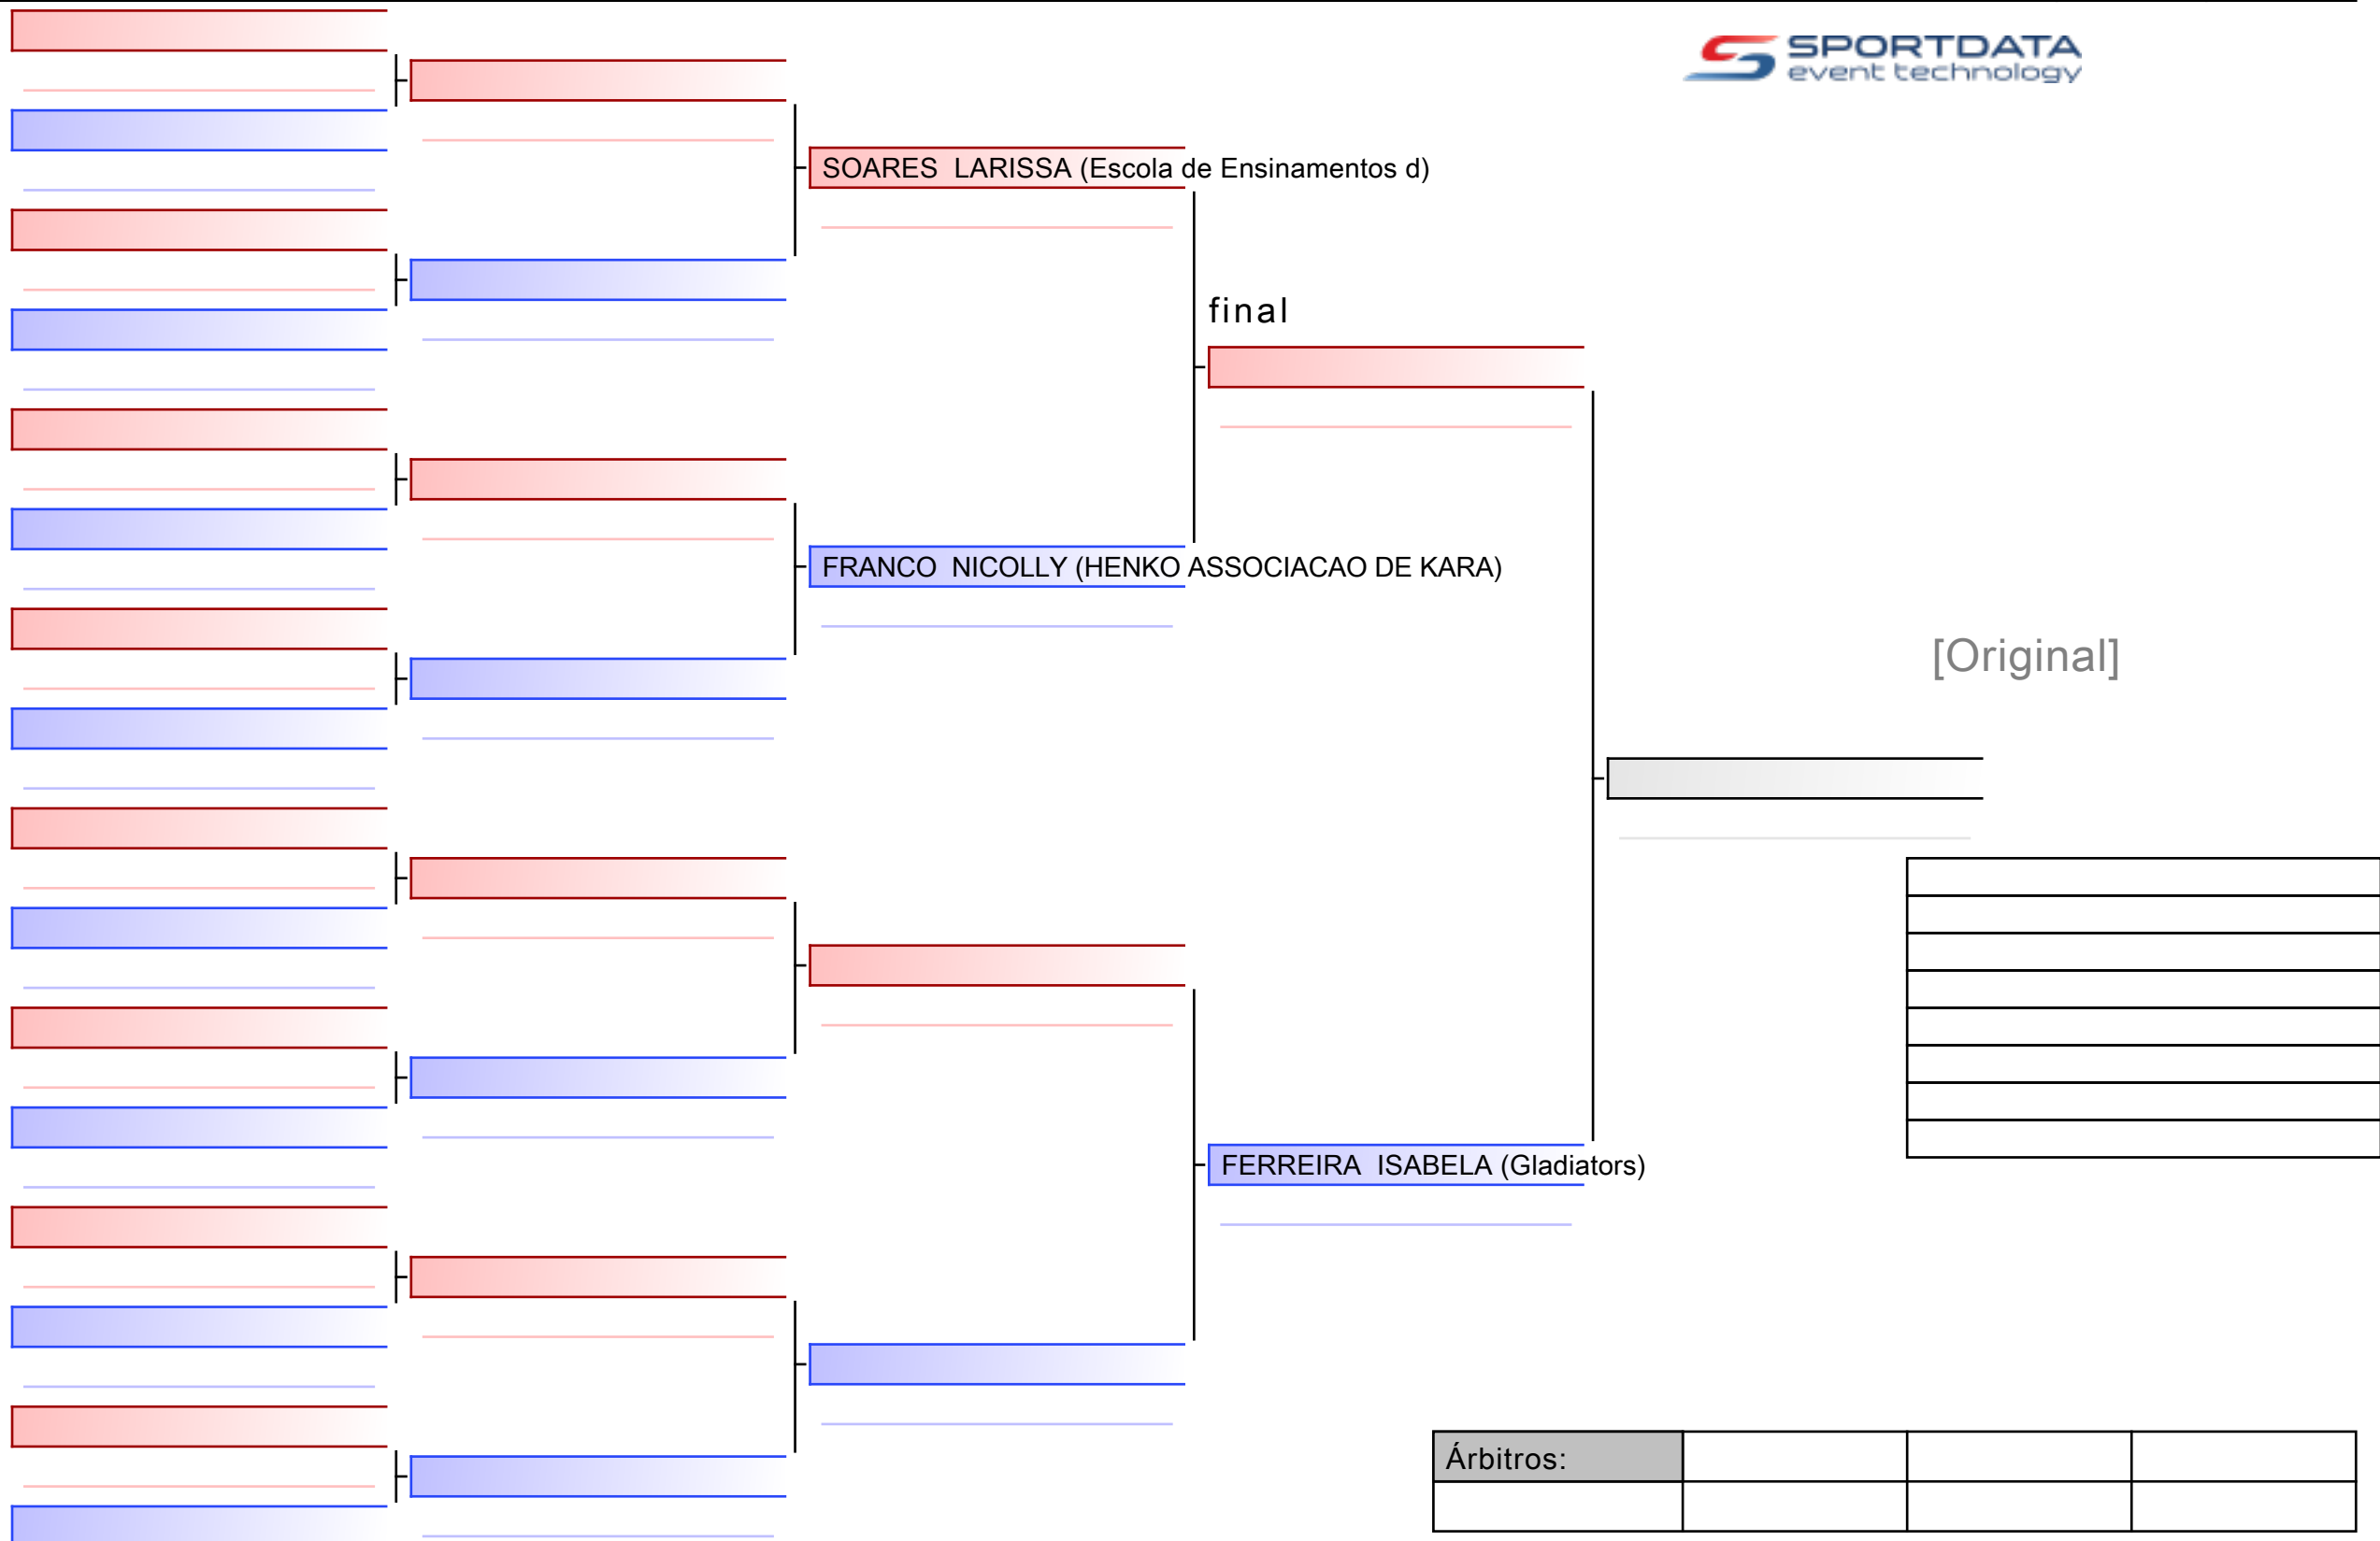 SPORTDATA
event technology
SOARES  LARISSA (Escola de Ensinamentos d)
final
FRANCO  NICOLLY (HENKO ASSOCIACAO DE KARA)
[Original]
FERREIRA  ISABELA (Gladiators)
Árbitros: